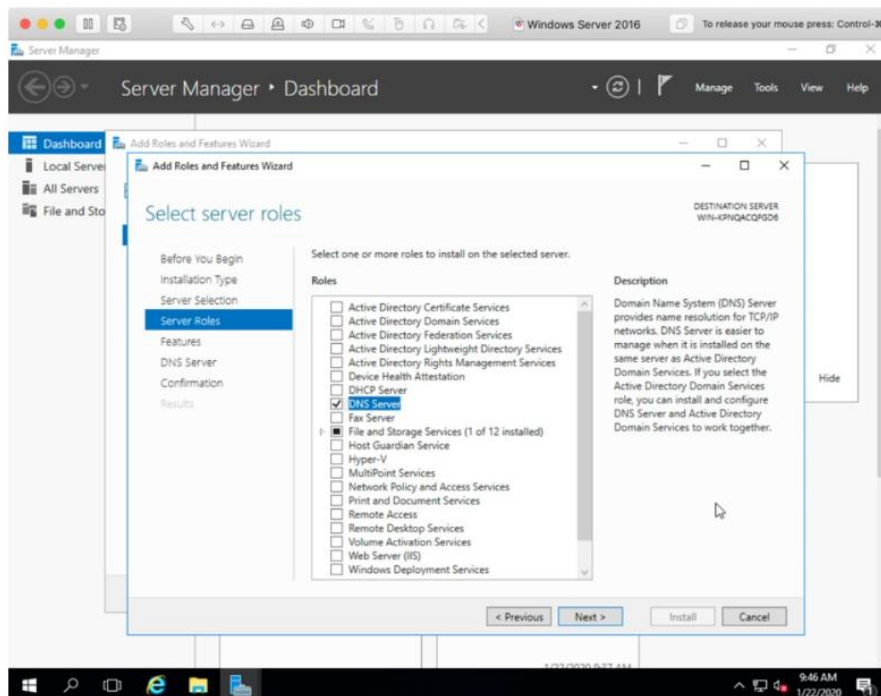 Windows Server 2016
To release your mouse press: Control-⌘
Server Manager
Server Manager ‣ Dashboard
Manage Tools View Help
Dashboard
Local Serve
All Servers
File and Sto
Add Roles and Features Wizard
Add Roles and Features Wizard
Select server roles
DESTINATION SERVER
WIN-KPNQACQFGD6
Before You Begin
Installation Type
Server Selection
Server Roles
Features
DNS Server
Confirmation
Results
Select one or more roles to install on the selected server.
Roles
Active Directory Certificate Services
Active Directory Domain Services
Active Directory Federation Services
Active Directory Lightweight Directory Services
Active Directory Rights Management Services
Device Health Attestation
DHCP Server
DNS Server
Fax Server
File and Storage Services (1 of 12 installed)
Host Guardian Service
Hyper-V
MultiPoint Services
Network Policy and Access Services
Print and Document Services
Remote Access
Remote Desktop Services
Volume Activation Services
Web Server (IIS)
Windows Deployment Services
Description
Domain Name System (DNS) Server
provides name resolution for TCP/IP
networks. DNS Server is easier to
manage when it is installed on the
same server as Active Directory
Domain Services. If you select the
Active Directory Domain Services
role, you can install and configure
DNS Server and Active Directory
Domain Services to work together.
Hide
< Previous
Next >
Install
Cancel
1/22/2020 9:37 AM
9:46 AM
1/22/2020